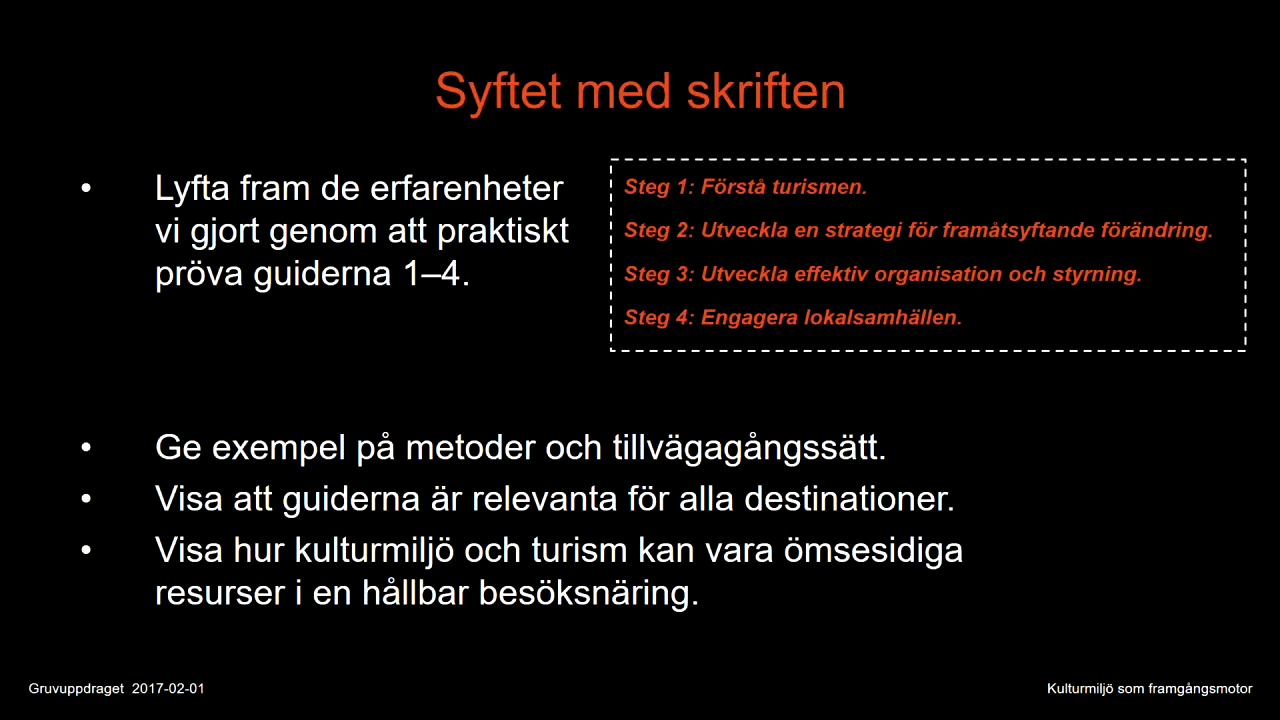 Syftet med skriften
• Lyfta fram de erfarenheter
vi gjort genom att praktiskt
pröva guiderna 1–4.
Steg 1: Förstå turismen.
Steg 2: Utveckla en strategi för framåtsyftande förändring.
Steg 3: Utveckla effektiv organisation och styrning.
Steg 4: Engagera lokalsamhällen.
• Ge exempel på metoder och tillvägagångssätt.
• Visa att guiderna är relevanta för alla destinationer.
• Visa hur kulturmiljö och turism kan vara ömsesidiga
resurser i en hållbar besöksnäring.
Gruvuppdraget 2017-02-01
Kulturmiljö som framgångsmotor